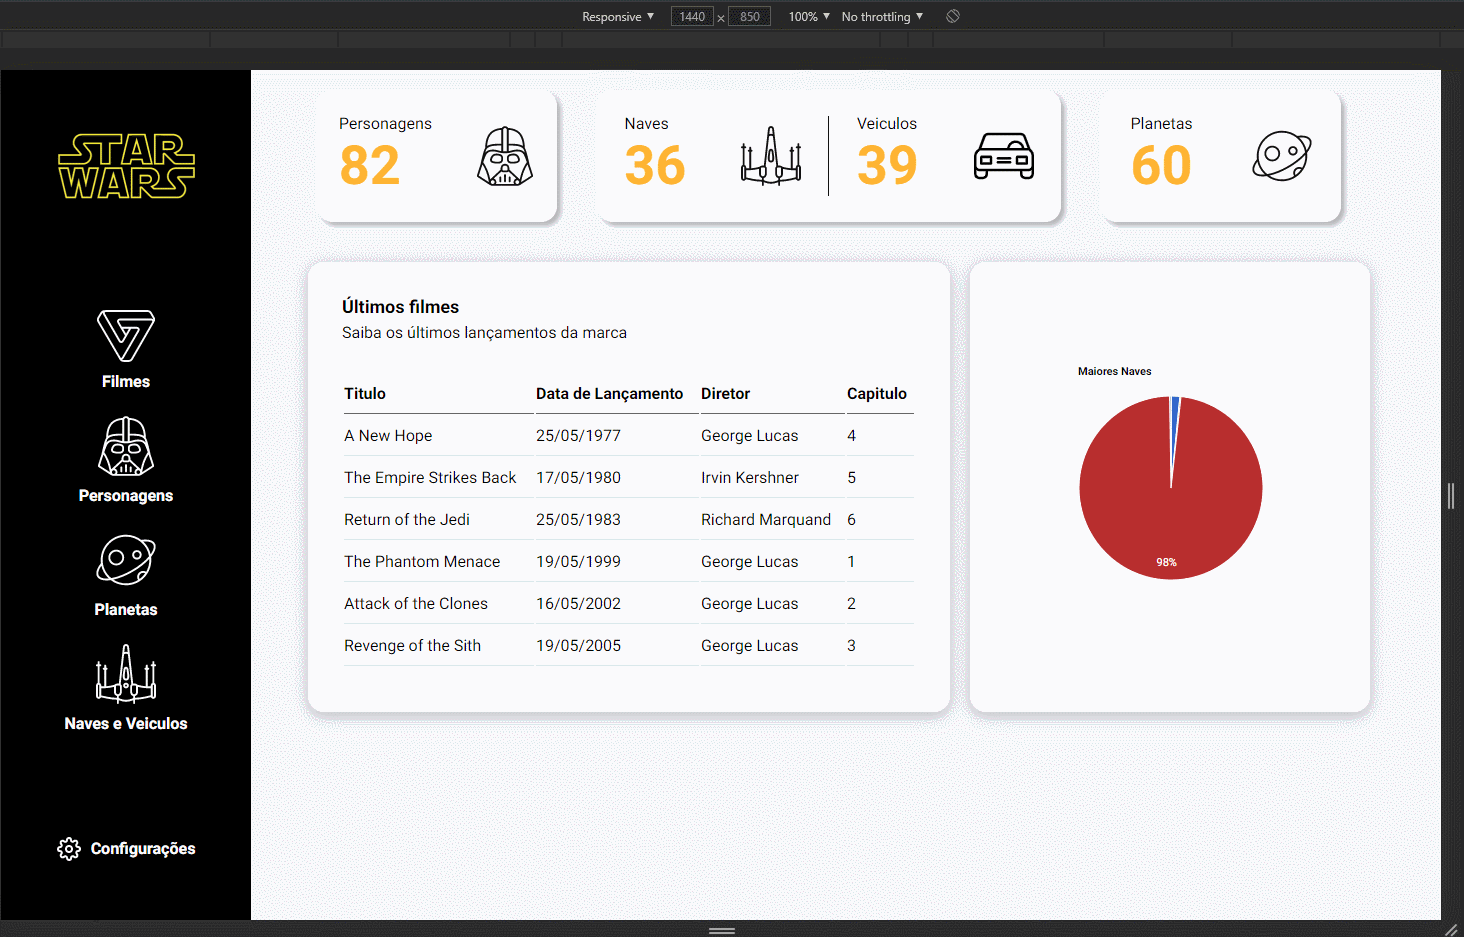 Responsive ▼ 1440 × 850 100% ▼ No throttling ▼
STAR
WARS
Filmes
Personagens
Planetas
Naves e Veiculos
Configurações
Personagens
82
Naves
36
Veiculos
39
Planetas
60
Últimos filmes
Saiba os últimos lançamentos da marca
Titulo Data de Lançamento Diretor Capitulo
A New Hope 25/05/1977 George Lucas 4
The Empire Strikes Back 17/05/1980 Irvin Kershner 5
Return of the Jedi 25/05/1983 Richard Marquand 6
The Phantom Menace 19/05/1999 George Lucas 1
Attack of the Clones 16/05/2002 George Lucas 2
Revenge of the Sith 19/05/2005 George Lucas 3
Maiores Naves
98%